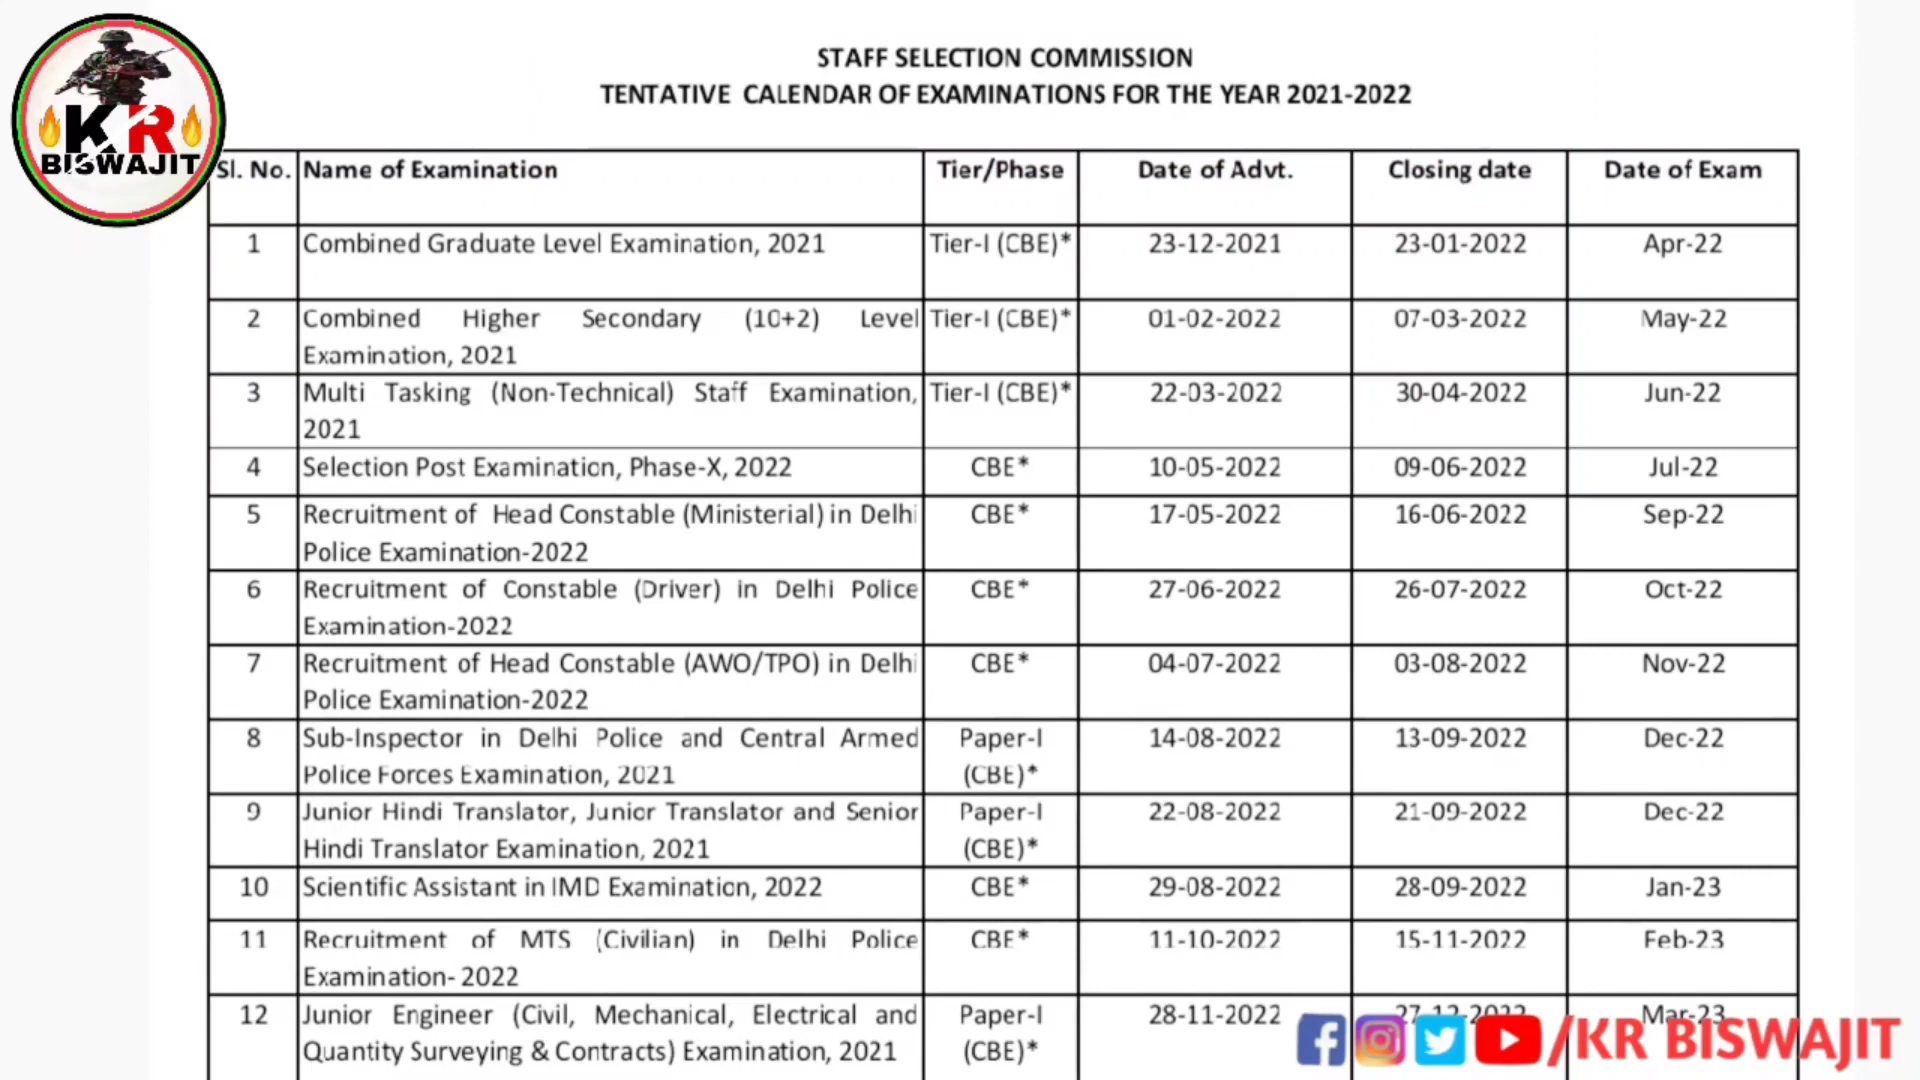 KR
BISWAJIT
STAFF SELECTION COMMISSION
TENTATIVE CALENDAR OF EXAMINATIONS FOR THE YEAR 2021-2022
Sl. No. Name of Examination Tier/Phase Date of Advt. Closing date Date of Exam
1 Combined Graduate Level Examination, 2021 Tier-I (CBE)* 23-12-2021 23-01-2022 Apr-22
2 Combined Higher Secondary (10+2) Level Tier-I (CBE)* 01-02-2022 07-03-2022 May-22
Examination, 2021
3 Multi Tasking (Non-Technical) Staff Examination, Tier-I (CBE)* 22-03-2022 30-04-2022 Jun-22
2021
4 Selection Post Examination, Phase-X, 2022 CBE* 10-05-2022 09-06-2022 Jul-22
5 Recruitment of Head Constable (Ministerial) in Delhi CBE* 17-05-2022 16-06-2022 Sep-22
Police Examination-2022
6 Recruitment of Constable (Driver) in Delhi Police CBE* 27-06-2022 26-07-2022 Oct-22
Examination-2022
7 Recruitment of Head Constable (AWO/TPO) in Delhi CBE* 04-07-2022 03-08-2022 Nov-22
Police Examination-2022
8 Sub-Inspector in Delhi Police and Central Armed Paper-I 14-08-2022 13-09-2022 Dec-22
Police Forces Examination, 2021 (CBE)*
9 Junior Hindi Translator, Junior Translator and Senior Paper-I 22-08-2022 21-09-2022 Dec-22
Hindi Translator Examination, 2021 (CBE)*
10 Scientific Assistant in IMD Examination, 2022 CBE* 29-08-2022 28-09-2022 Jan-23
11 Recruitment of MTS (Civilian) in Delhi Police CBE* 11-10-2022 15-11-2022 Feb-23
Examination- 2022
12 Junior Engineer (Civil, Mechanical, Electrical and Paper-I 28-11-2022 27-12-2022 Mar-23
Quantity Surveying & Contracts) Examination, 2021 (CBE)*
/KR BISWAJIT